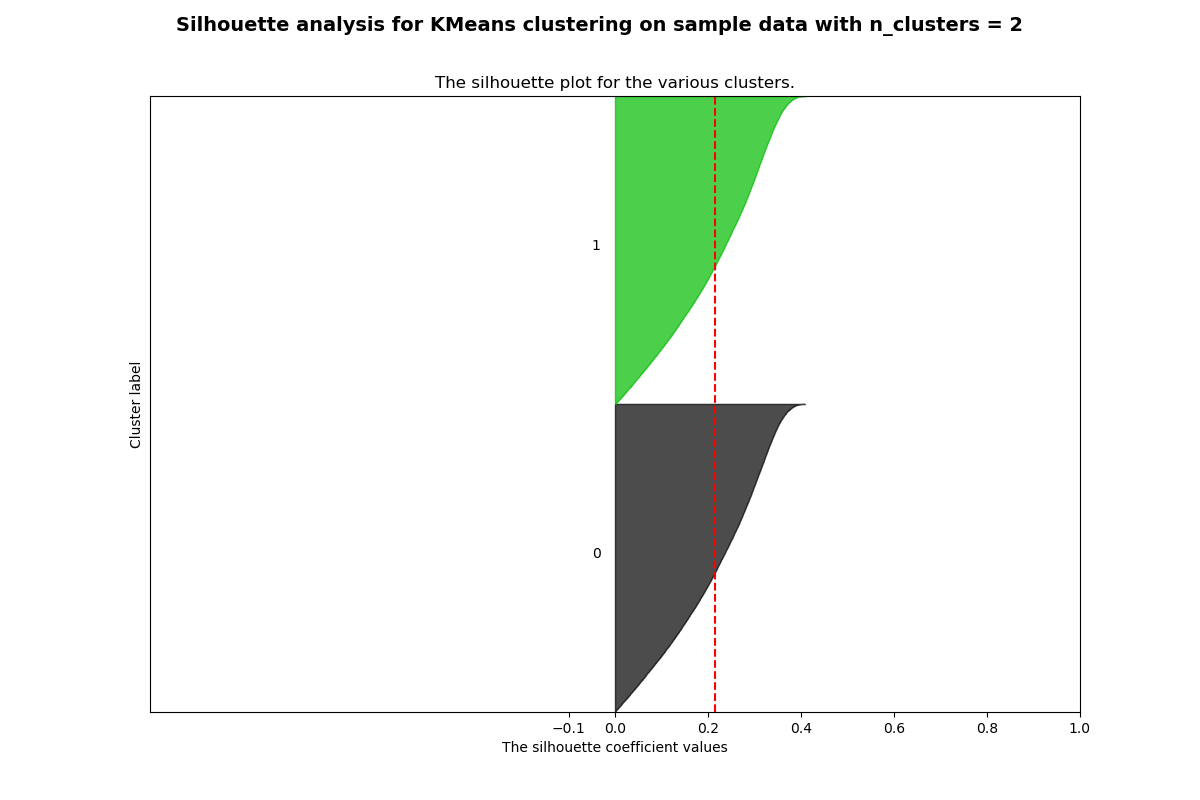 Silhouette analysis for KMeans clustering on sample data with n_clusters = 2
The silhouette plot for the various clusters.
1
Cluster label
0
−0.1 0.0 0.2 0.4 0.6 0.8 1.0
The silhouette coefficient values